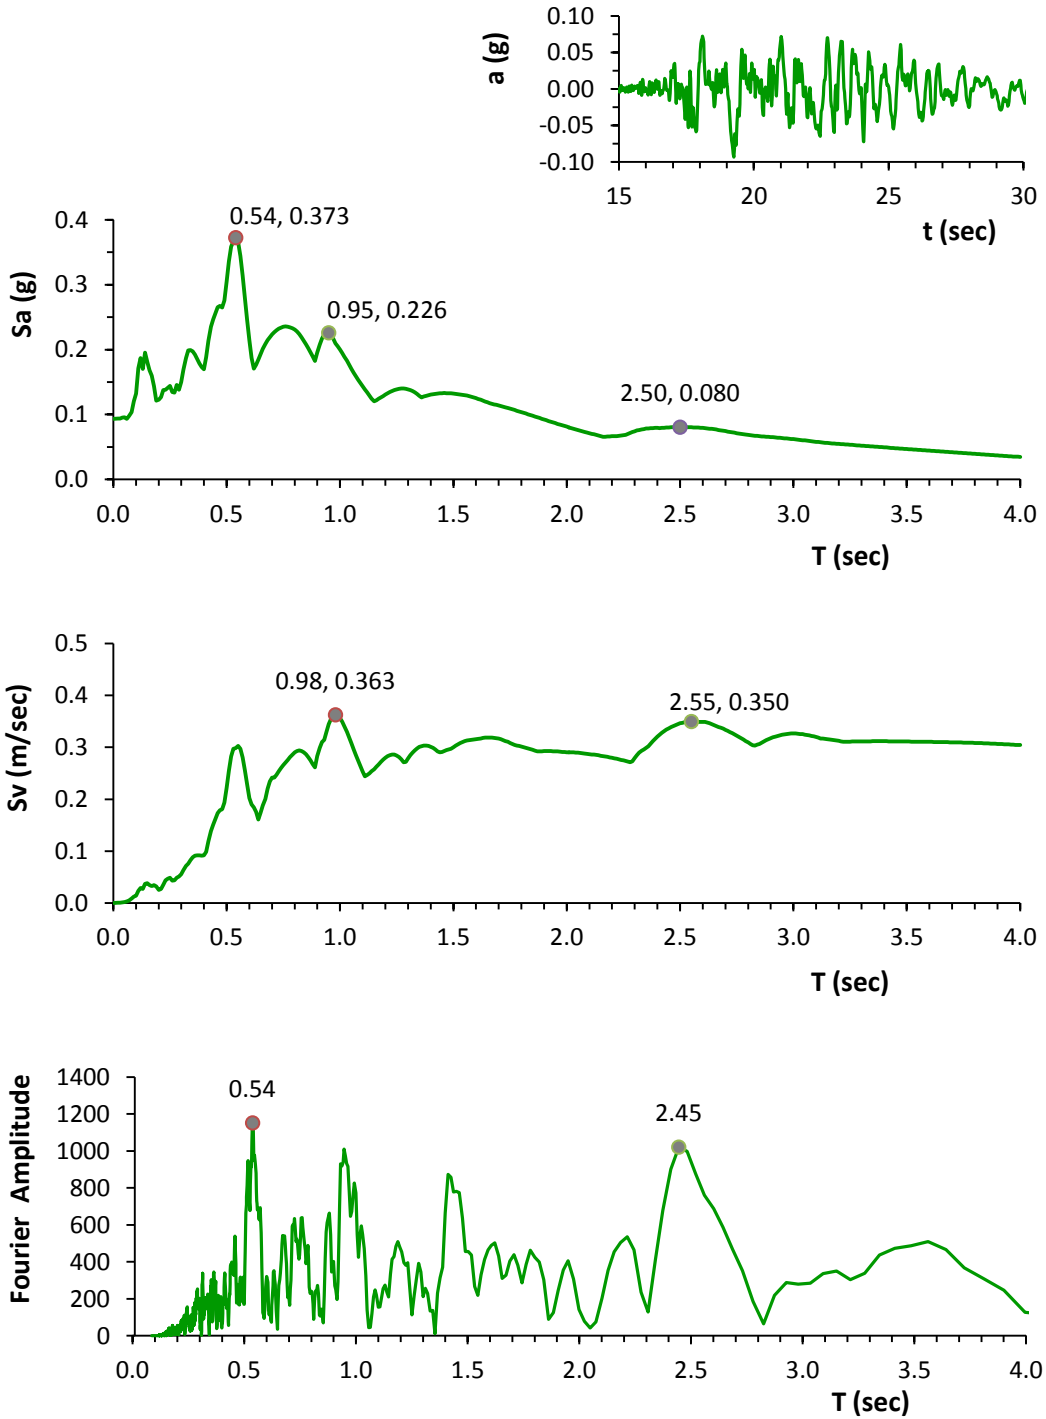 0.10
0.05
0.00
-0.05
-0.10
a (g)
15 20 25 30
t (sec)
0.4
0.3
0.2
0.1
0.0
Sa (g)
0.54, 0.373
0.95, 0.226
2.50, 0.080
0.0 0.5 1.0 1.5 2.0 2.5 3.0 3.5 4.0
T (sec)
0.5
0.4
0.3
0.2
0.1
0.0
Sv (m/sec)
0.98, 0.363
2.55, 0.350
0.0 0.5 1.0 1.5 2.0 2.5 3.0 3.5 4.0
T (sec)
1400
1200
1000
800
600
400
200
0
Fourier Amplitude
0.54
2.45
0.0 0.5 1.0 1.5 2.0 2.5 3.0 3.5 4.0
T (sec)